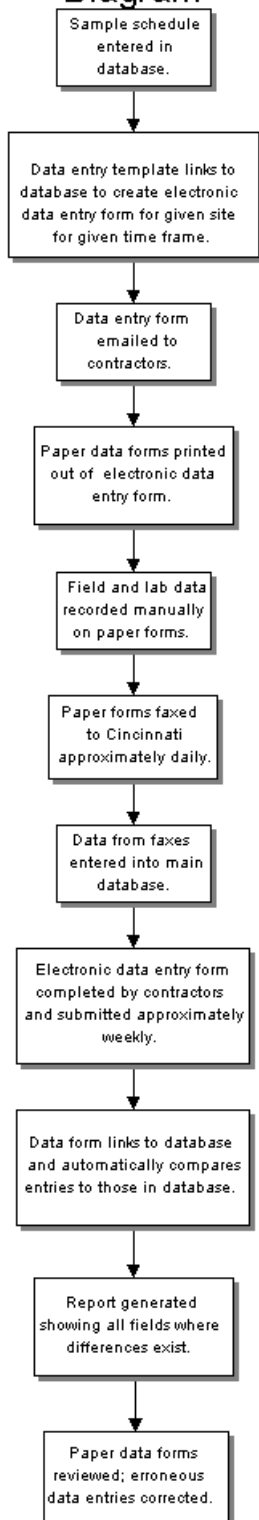 Diagram
Sample schedule
entered in
database.
Data entry template links to
database to create electronic
data entry form for given site
for given time frame.
Data entry form
emailed to
contractors.
Paper data forms printed
out of electronic data
entry form.
Field and lab data
recorded manually
on paper forms.
Paper forms faxed
to Cincinnati
approximately daily.
Data from faxes
entered into main
database.
Electronic data entry form
completed by contractors
and submitted approximately
weekly.
Data form links to database
and automatically compares
entries to those in database.
Report generated
showing all fields where
differences exist.
Paper data forms
reviewed; erroneous
data entries corrected.